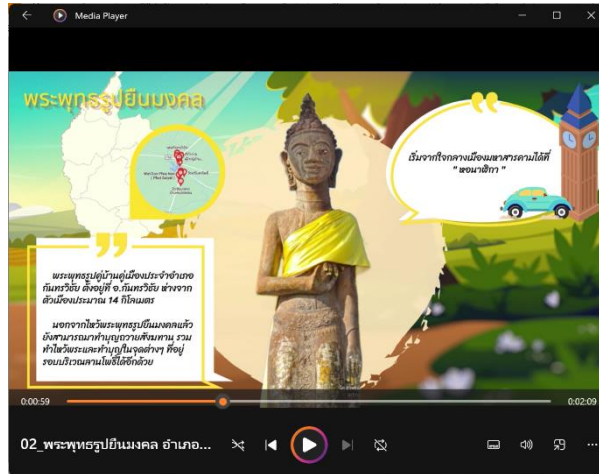 Media Player
พระพุทธรูปยืนมงคล
เริ่มจากใจกลางเมืองมหาสารคามได้ที่
" หอนาฬิกา "
พระพุทธรูปคู่บ้านคู่เมืองประจำอำเภอ
กันทรวิชัย ตั้งอยู่ที่ อ.กันทรวิชัย ห่างจาก
ตัวเมืองประมาณ 14 กิโลเมตร
นอกจากไหว้พระพุทธรูปยืนมงคลแล้ว
ยังสามารถมาทำบุญถวายสังฆทาน รวม
ทำไหว้พระและทำบุญในจุดต่างๆ ที่อยู่
รอบบริเวณลานโพธิ์ได้อีกด้วย
0:00:59
0:02:09
02_พระพุทธรูปยืนมงคล อำเภอ...